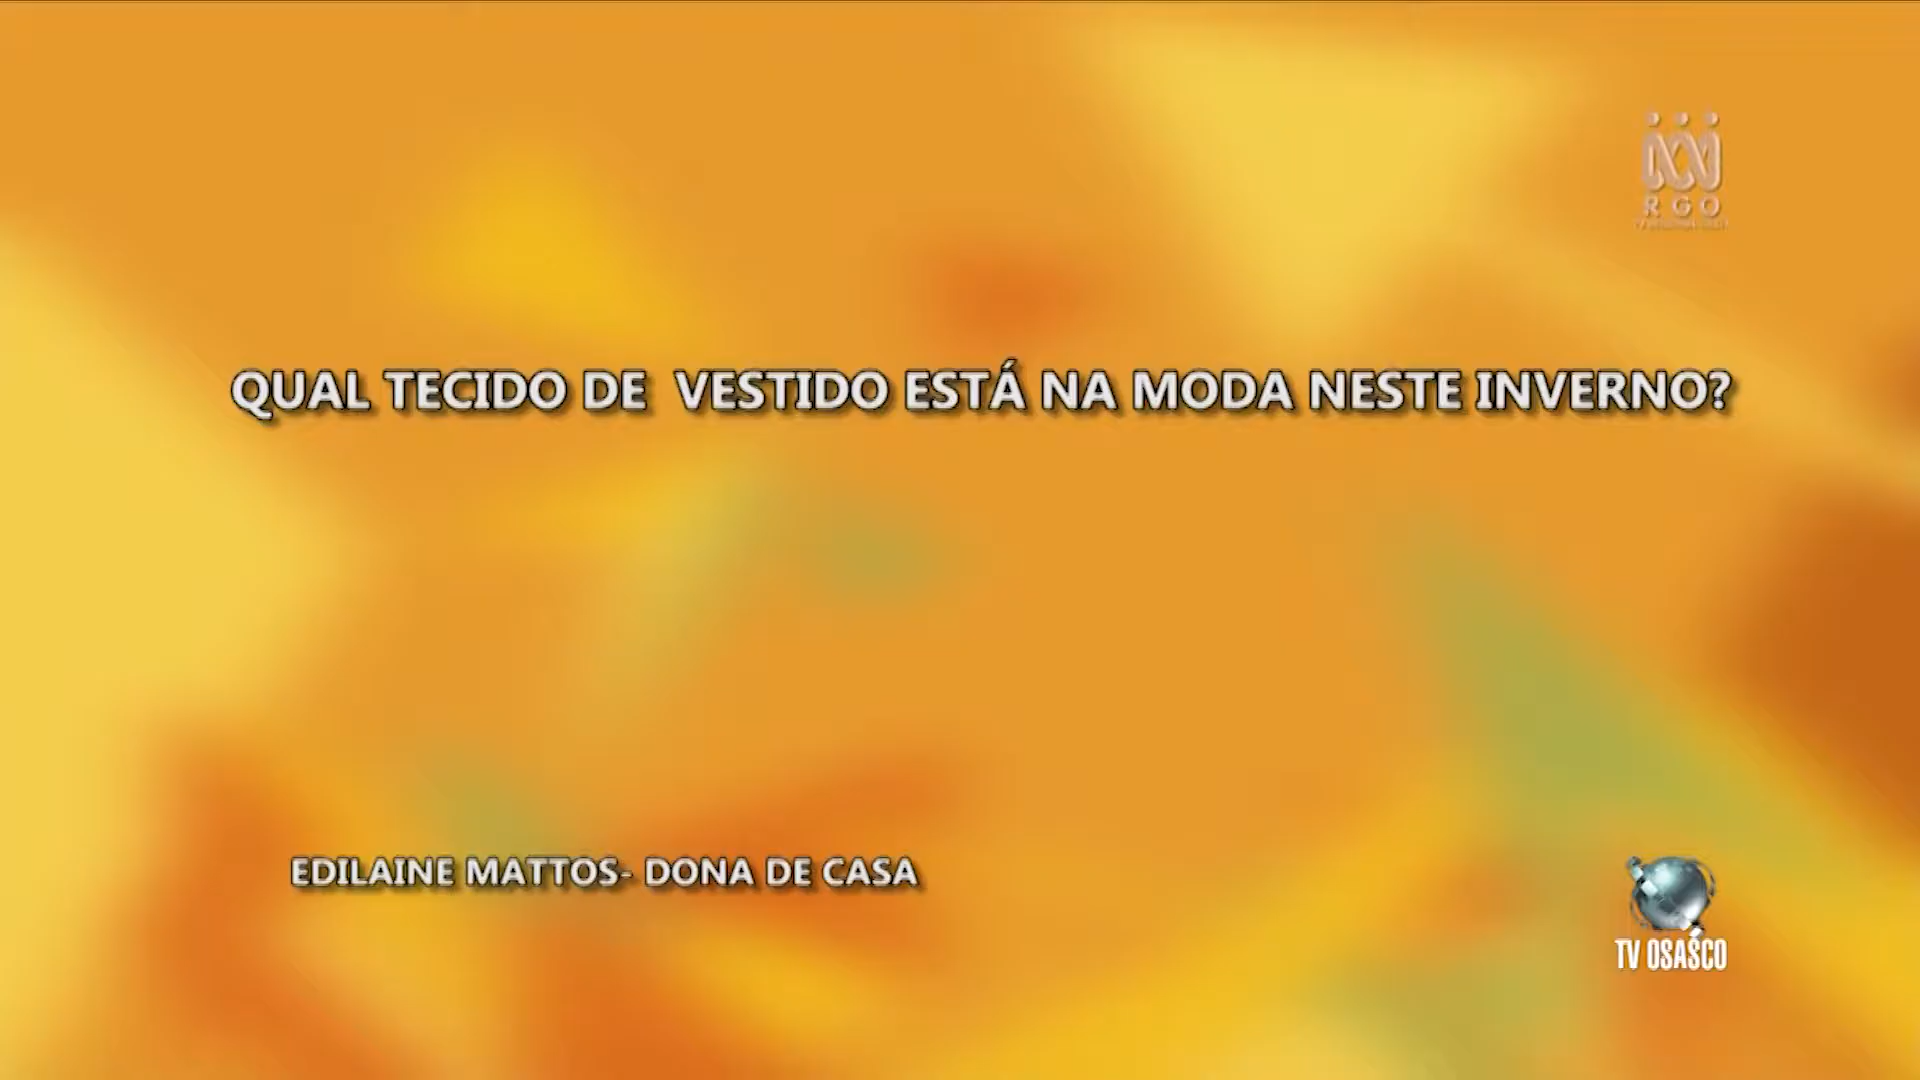 RGO
QUAL TECIDO DE  VESTIDO ESTÁ NA MODA NESTE INVERNO?
EDILAINE MATTOS- DONA DE CASA
TV OSASCO